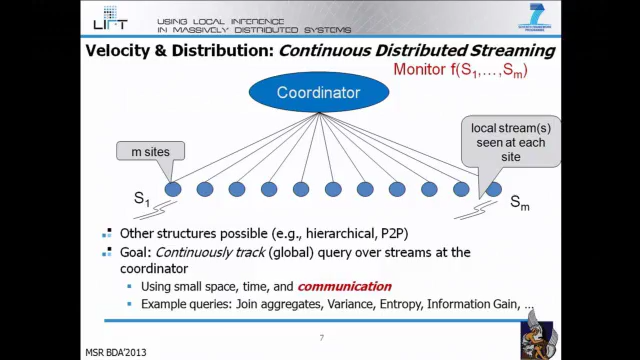 LIFT
USING LOCAL INFERENCE
IN MASSIVELY DISTRIBUTED SYSTEMS
7
Velocity & Distribution: Continuous Distributed Streaming
Monitor f(S1,…,Sm)
Coordinator
m sites
local stream(s)
seen at each
site
S1
Sm
Other structures possible (e.g., hierarchical, P2P)
Goal: Continuously track (global) query over streams at the
coordinator
Using small space, time, and communication
Example queries: Join aggregates, Variance, Entropy, Information Gain, …
7
MSR BDA'2013